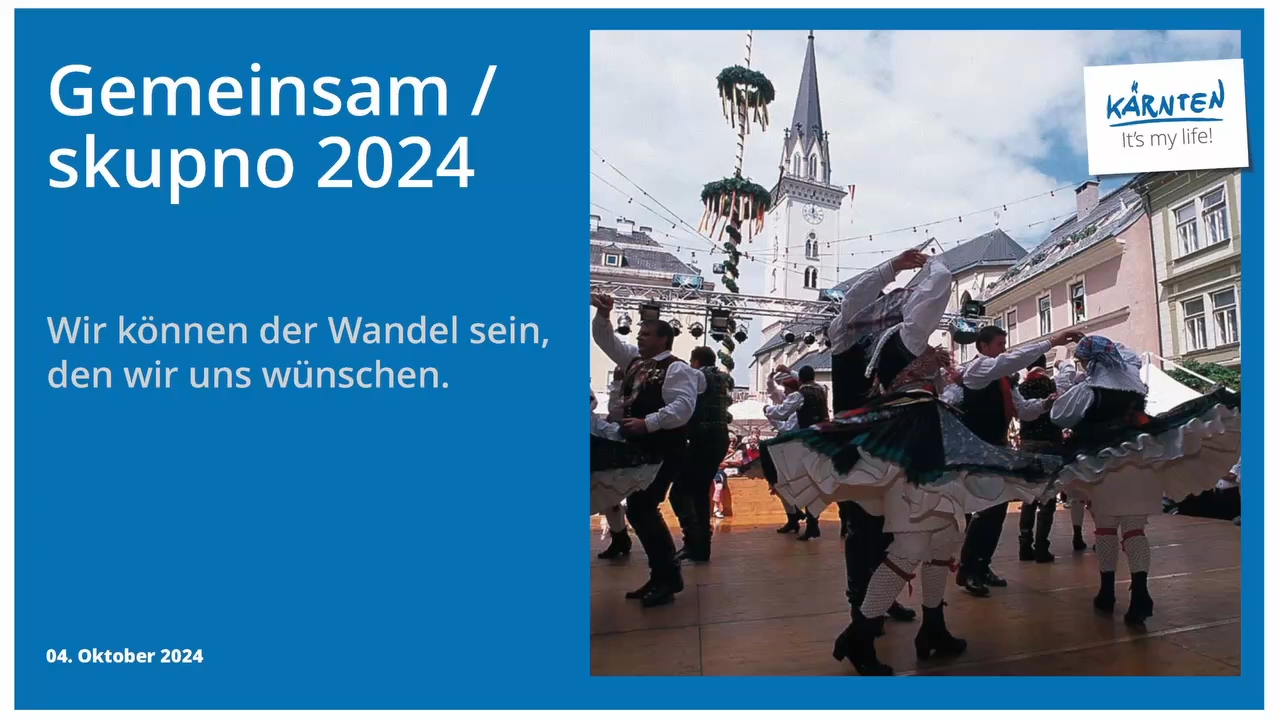 Gemeinsam /
skupno 2024
Wir können der Wandel sein,
den wir uns wünschen.
04. Oktober 2024
KÄRNTEN
It's my life!